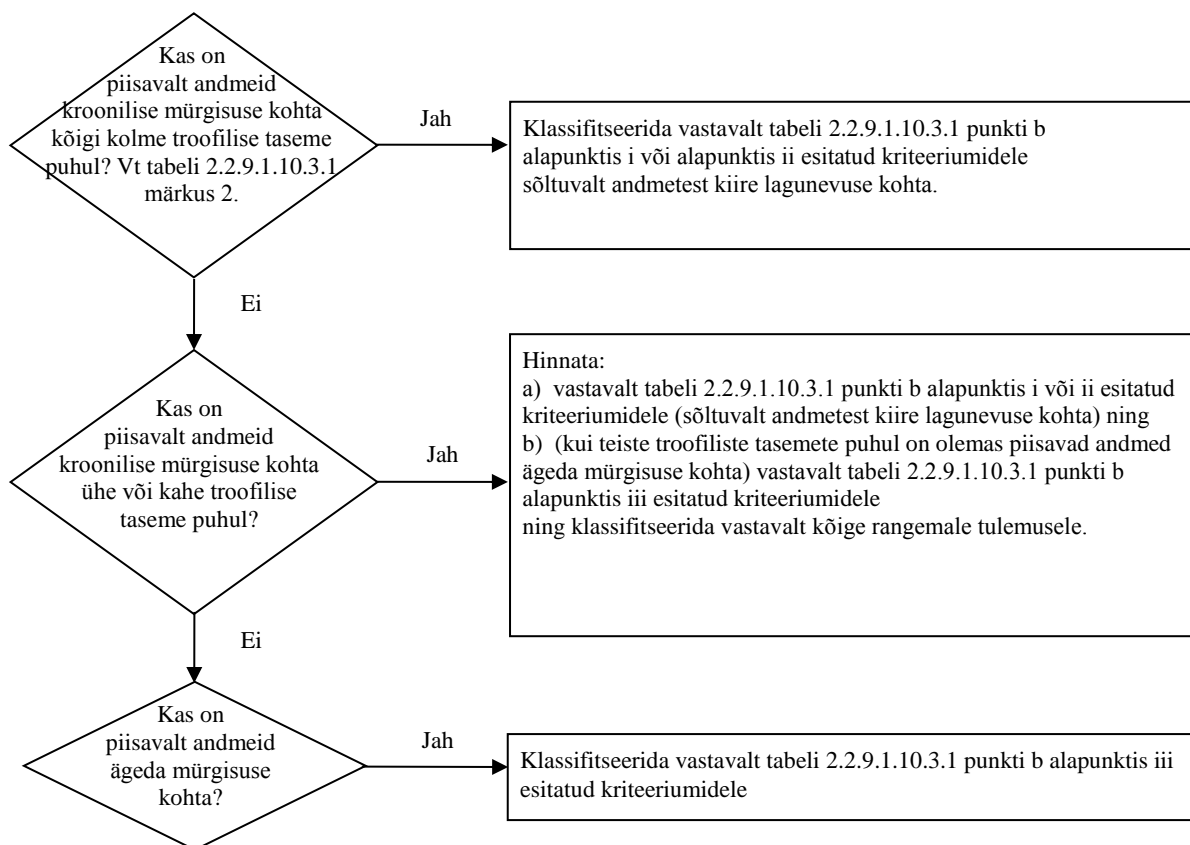 Kas on
piisavalt andmeid
kroonilise mürgisuse kohta
kõigi kolme troofilise taseme
puhul? Vt tabeli 2.2.9.1.10.3.1
märkus 2.
Jah
Klassifitseerida vastavalt tabeli 2.2.9.1.10.3.1 punkti b
alapunktis i või alapunktis ii esitatud kriteeriumidele
sõltuvalt andmetest kiire lagunevuse kohta.
Ei
Kas on
piisavalt andmeid
kroonilise mürgisuse kohta
ühe või kahe troofilise
taseme puhul?
Jah
Hinnata:
a) vastavalt tabeli 2.2.9.1.10.3.1 punkti b alapunktis i või ii esitatud
kriteeriumidele (sõltuvalt andmetest kiire lagunevuse kohta) ning
b) (kui teiste troofiliste tasemete puhul on olemas piisavad andmed
ägeda mürgisuse kohta) vastavalt tabeli 2.2.9.1.10.3.1 punkti b
alapunktis iii esitatud kriteeriumidele
ning klassifitseerida vastavalt kõige rangemale tulemusele.
Ei
Kas on
piisavalt andmeid
ägeda mürgisuse
kohta?
Jah
Klassifitseerida vastavalt tabeli 2.2.9.1.10.3.1 punkti b alapunktis iii
esitatud kriteeriumidele